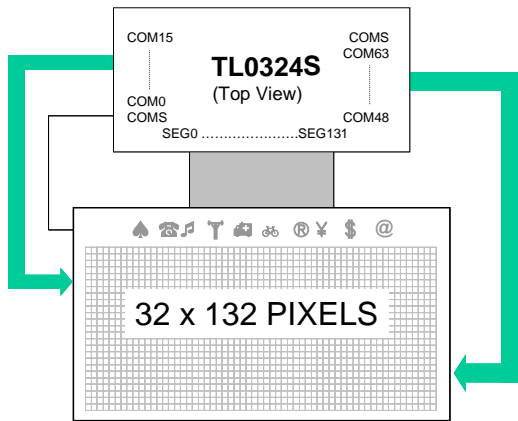 COM15
COMS
COM63
TL0324S
(Top View)
COM0
COMS
COM48
SEG0 ...................... SEG131
® ¥ $ @
32 x 132 PIXELS